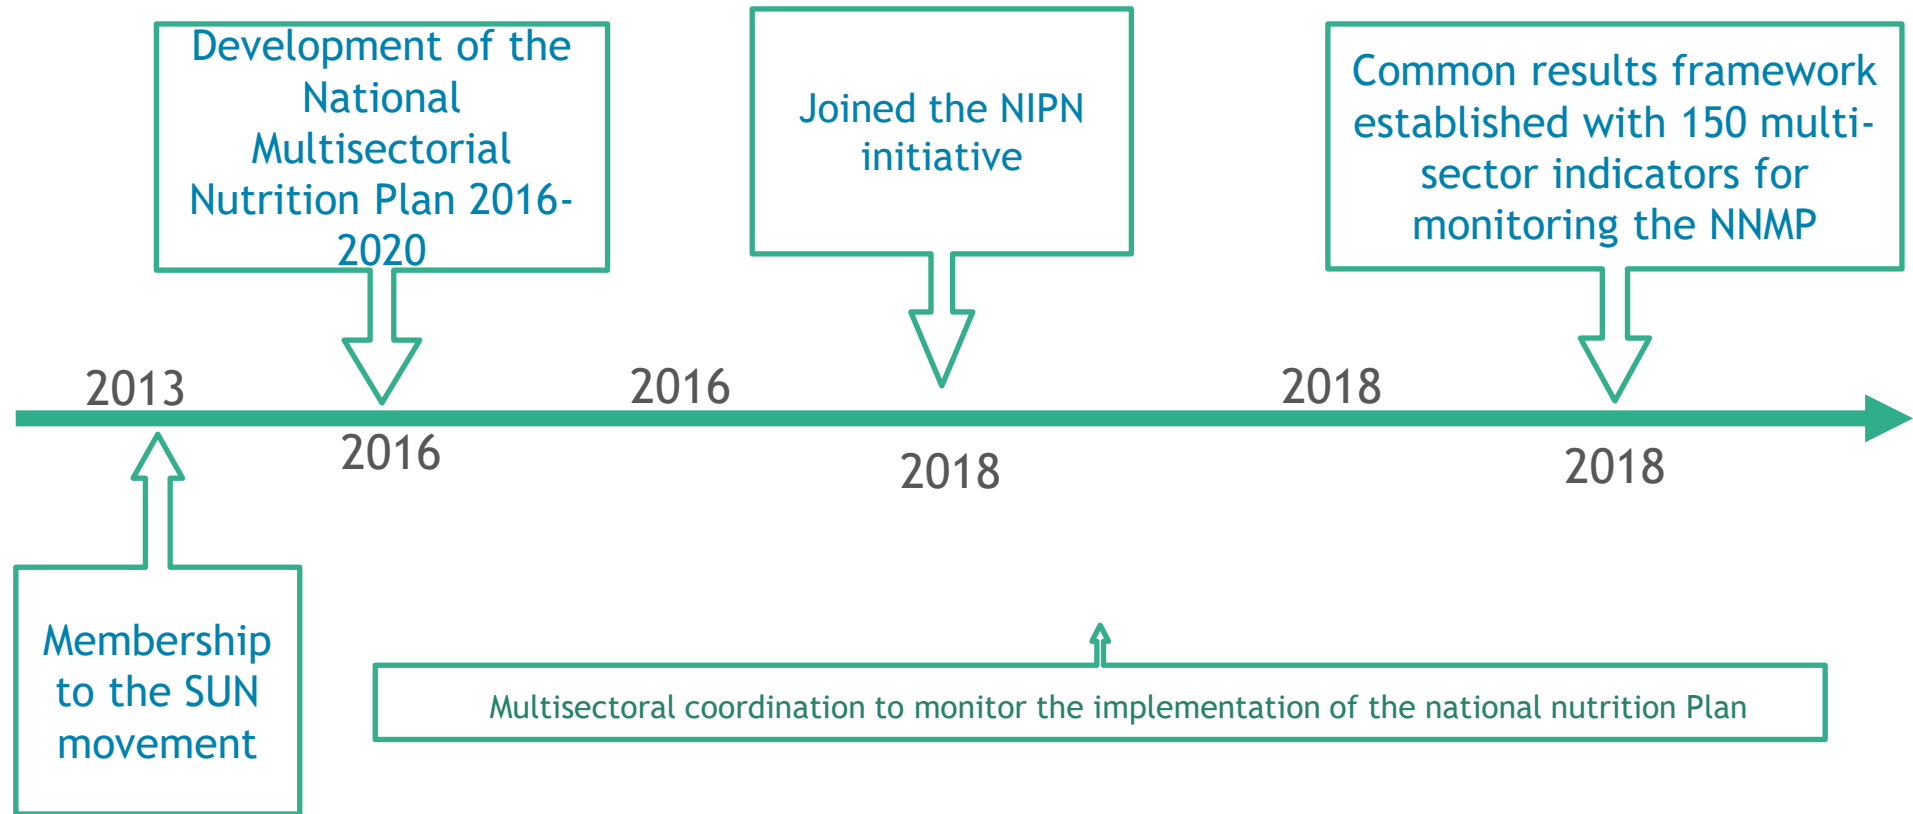 Development of the
National
Multisectorial
Nutrition Plan 2016-
2020
Joined the NIPN
initiative
Common results framework
established with 150 multi-
sector indicators for
monitoring the NNMP
2013
2016
2018
2016
2018
2018
Membership
to the SUN
movement
Multisectoral coordination to monitor the implementation of the national nutrition Plan